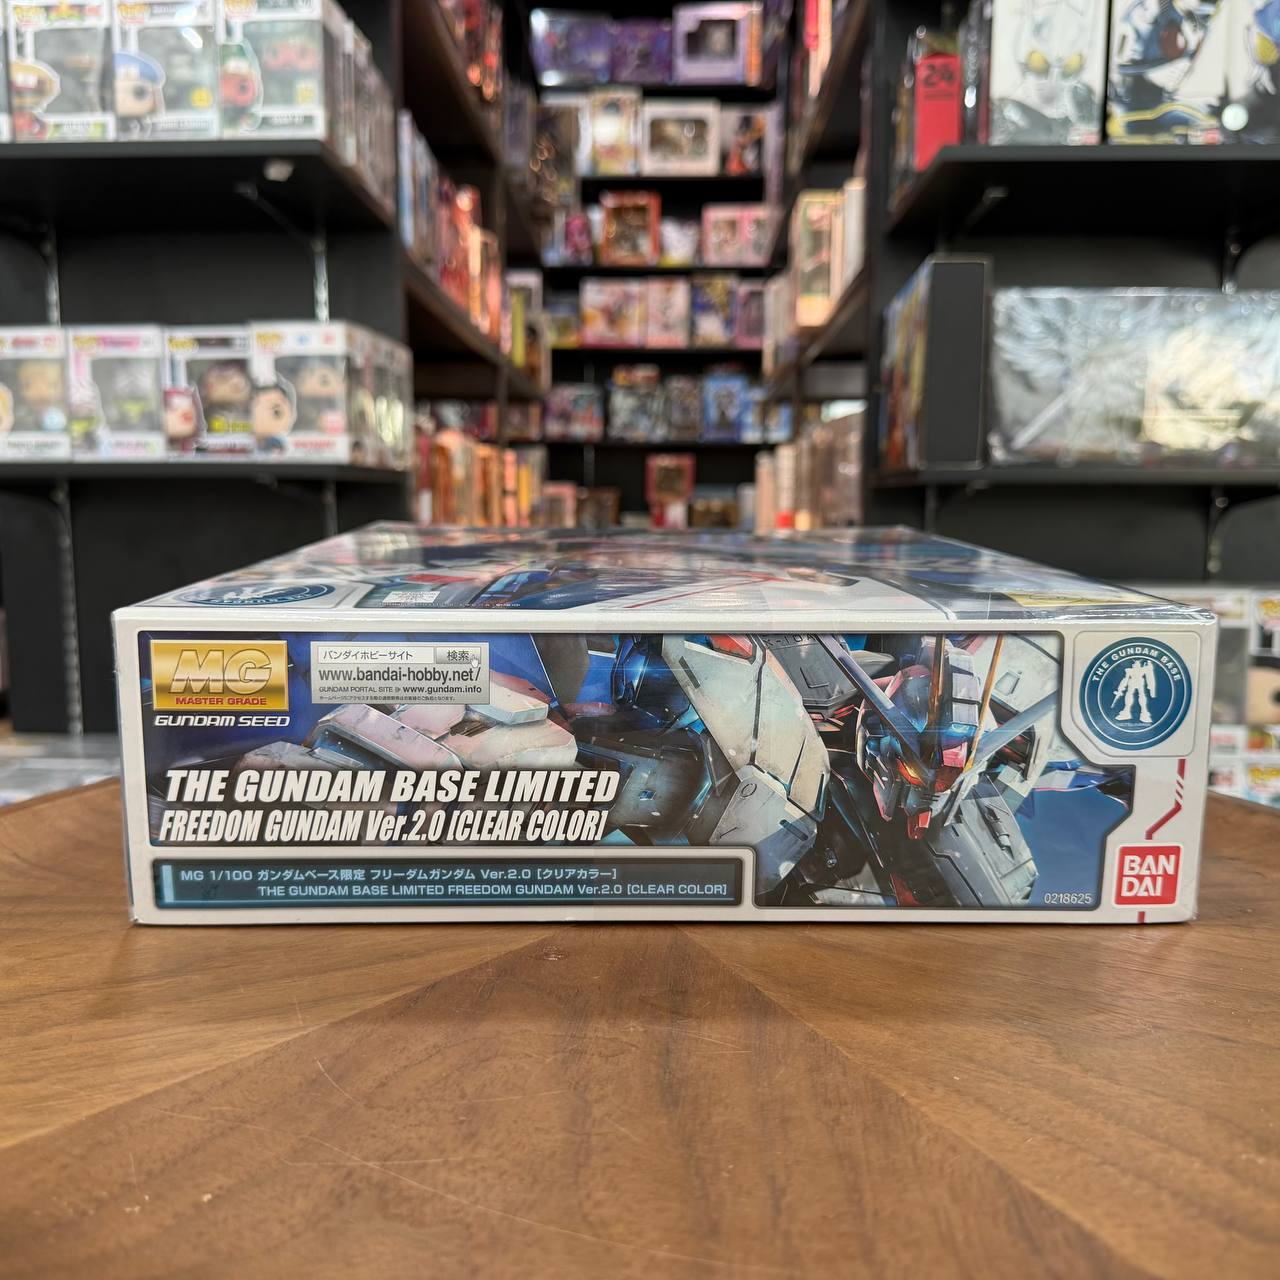 24
MG
MASTER GRADE
GUNDAM SEED
バンダイホビーサイト 検索
www.bandai-hobby.net/
GUNDAM PORTAL SITE www.gundam.info
THE GUNDAM BASE LIMITED
FREEDOM GUNDAM Ver.2.0 [CLEAR COLOR]
MG 1/100 ガンダムベース限定 フリーダムガンダム Ver.2.0 [クリアカラー]
THE GUNDAM BASE LIMITED FREEDOM GUNDAM Ver.2.0 [CLEAR COLOR]
THE GUNDAM BASE
0218625
BAN
DAI